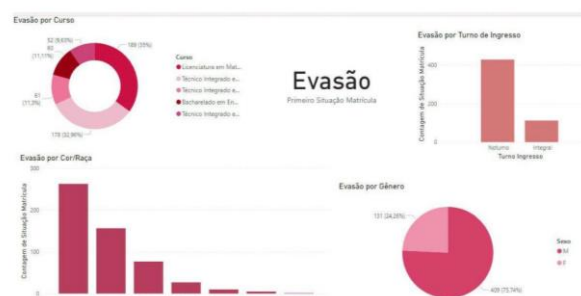 Evasão por Curso
52 (9,63%)
60
(11,11%)
61
(11,3%)
178 (32,96%)
189 (35%)
Curso
Licenciatura em Mat...
Técnico Integrado e...
Técnico Integrado e...
Bacharelado em En...
Técnico Integrado e...
Evasão
Primeiro Situação Matrícula
Evasão por Turno de Ingresso
Contagem de Situação Matrícula
400
200
0
Noturno
Integral
Turno Ingresso
Evasão por Cor/Raça
Contagem de Situação Matrícula
300
200
100
0
Evasão por Gênero
131 (24,26%)
409 (75,74%)
Sexo
M
F